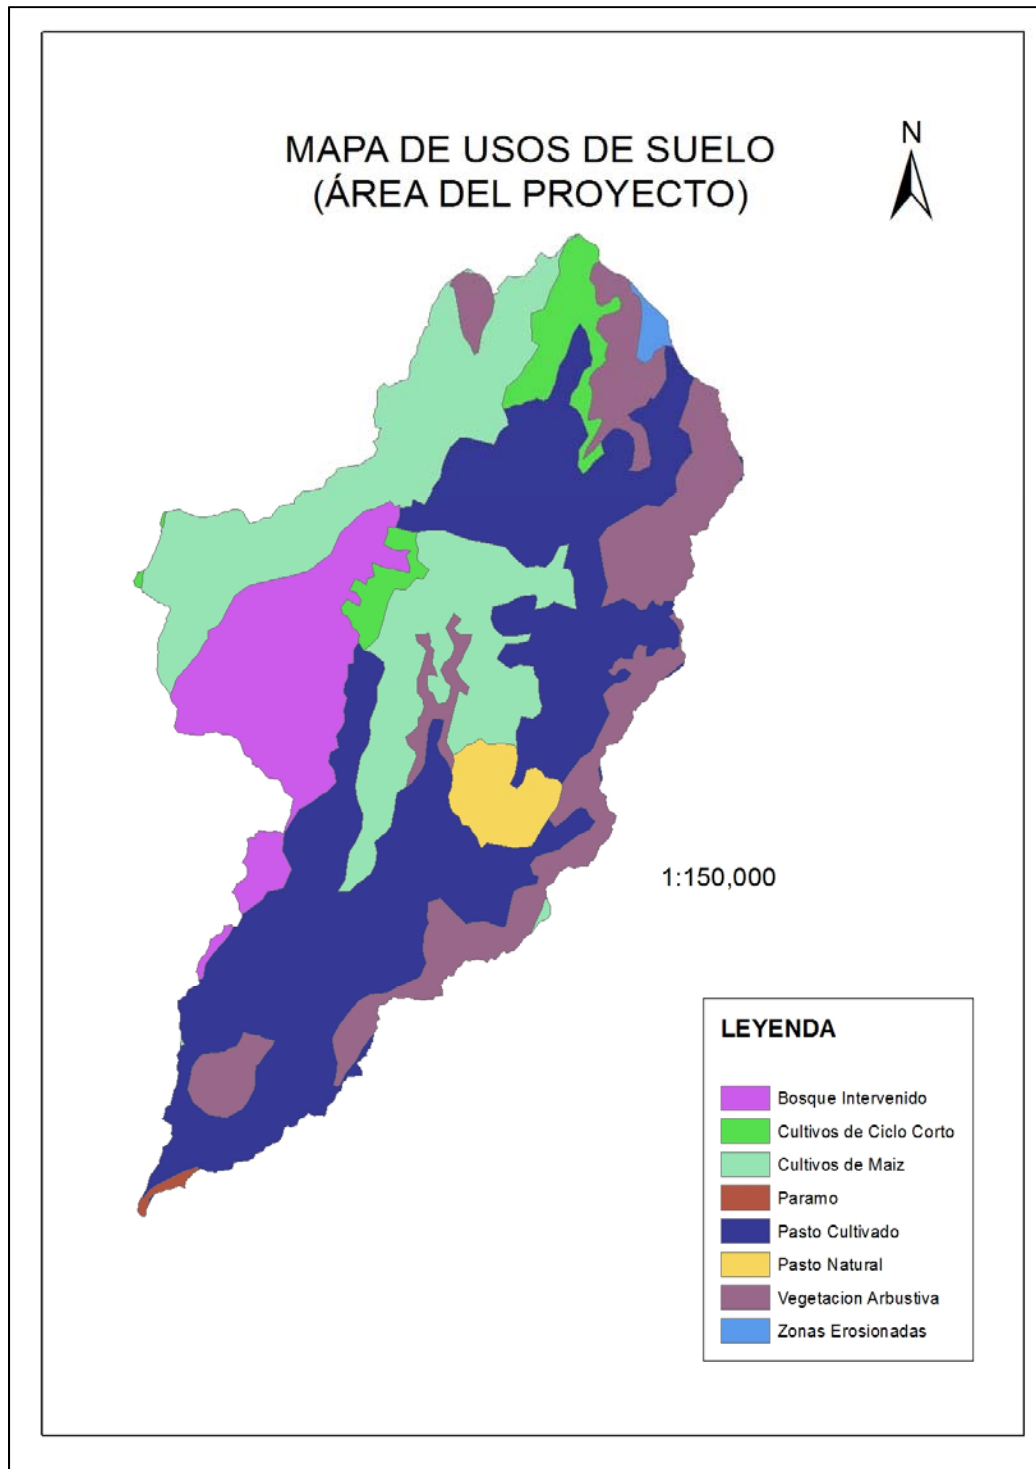 MAPA DE USOS DE SUELO
(ÁREA DEL PROYECTO)
N
1:150,000
LEYENDA
Bosque Intervenido
Cultivos de Ciclo Corto
Cultivos de Maiz
Paramo
Pasto Cultivado
Pasto Natural
Vegetacion Arbustiva
Zonas Erosionadas